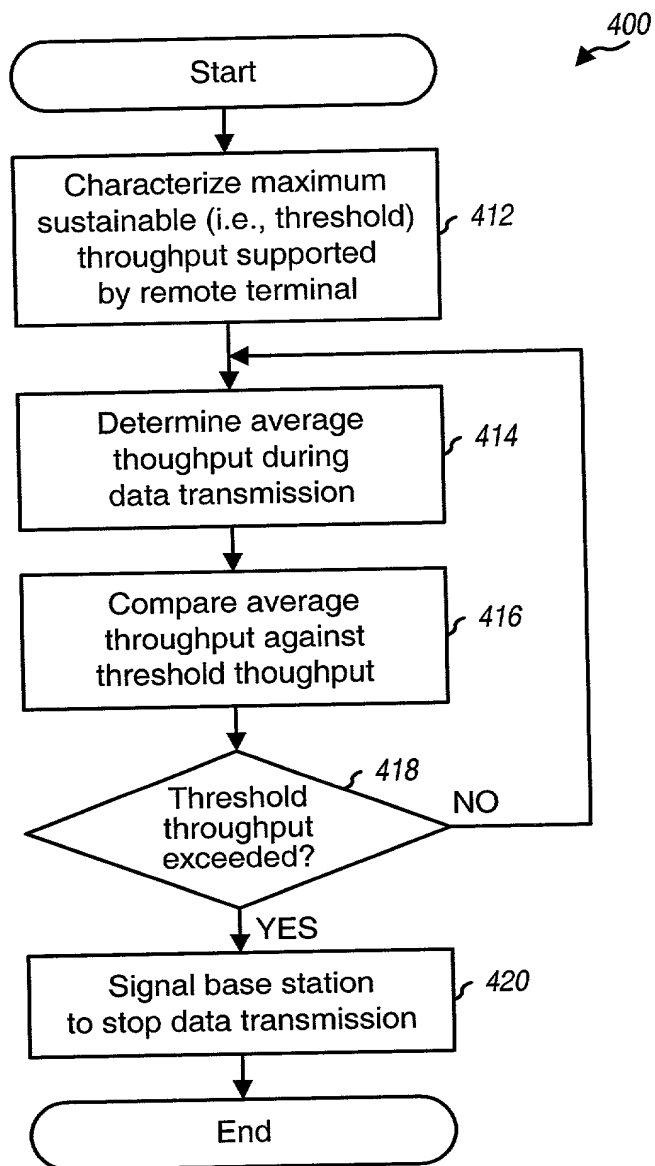 400
Start
Characterize maximum
sustainable (i.e., threshold)
throughput supported
by remote terminal
412
Determine average
thoughput during
data transmission
414
Compare average
throughput against
threshold thoughput
416
418
Threshold
throughput
exceeded?
NO
YES
Signal base station
to stop data transmission
420
End